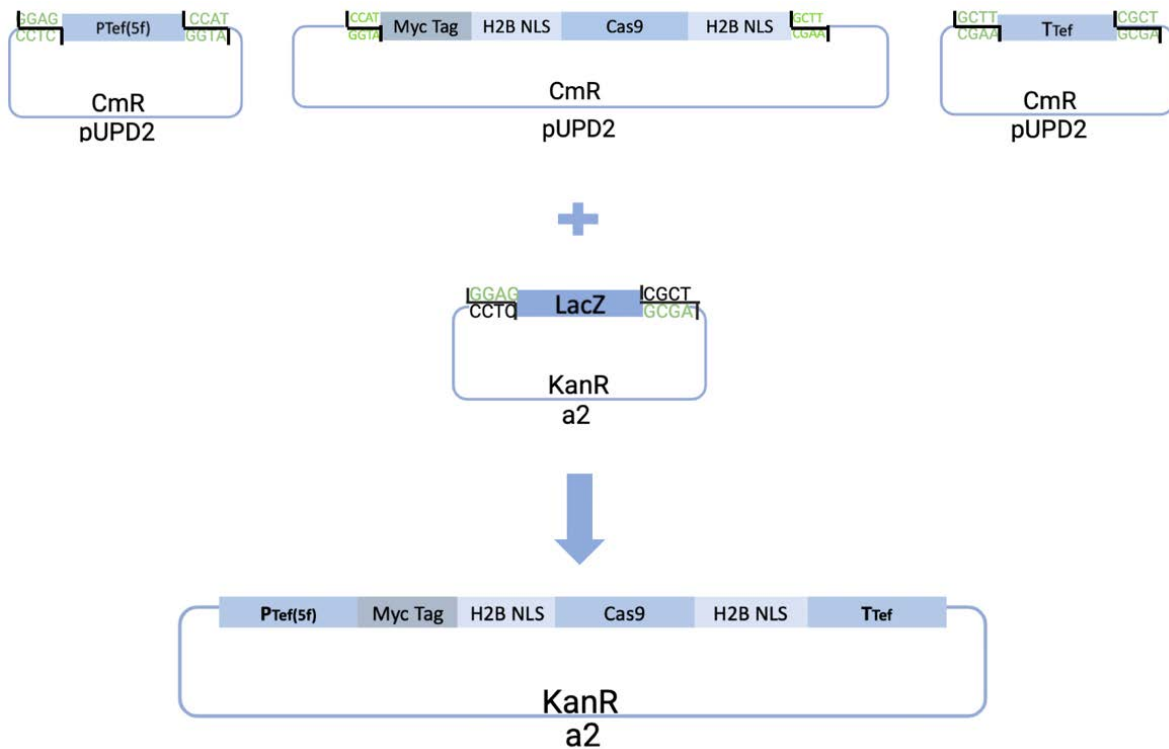 GGAG CCAT
CCTC PTef(5f) GGTA
CmR
pUPD2
CCAT GCTT
GGTA Myc Tag H2B NLS Cas9 H2B NLS CGAA
CmR
pUPD2
GCTT CGCT
CGAA TTef GCGA
CmR
pUPD2
GGAG CGCT
CCTC LacZ GCGA
KanR
a2
PTef(5f) Myc Tag H2B NLS Cas9 H2B NLS TTef
KanR
a2